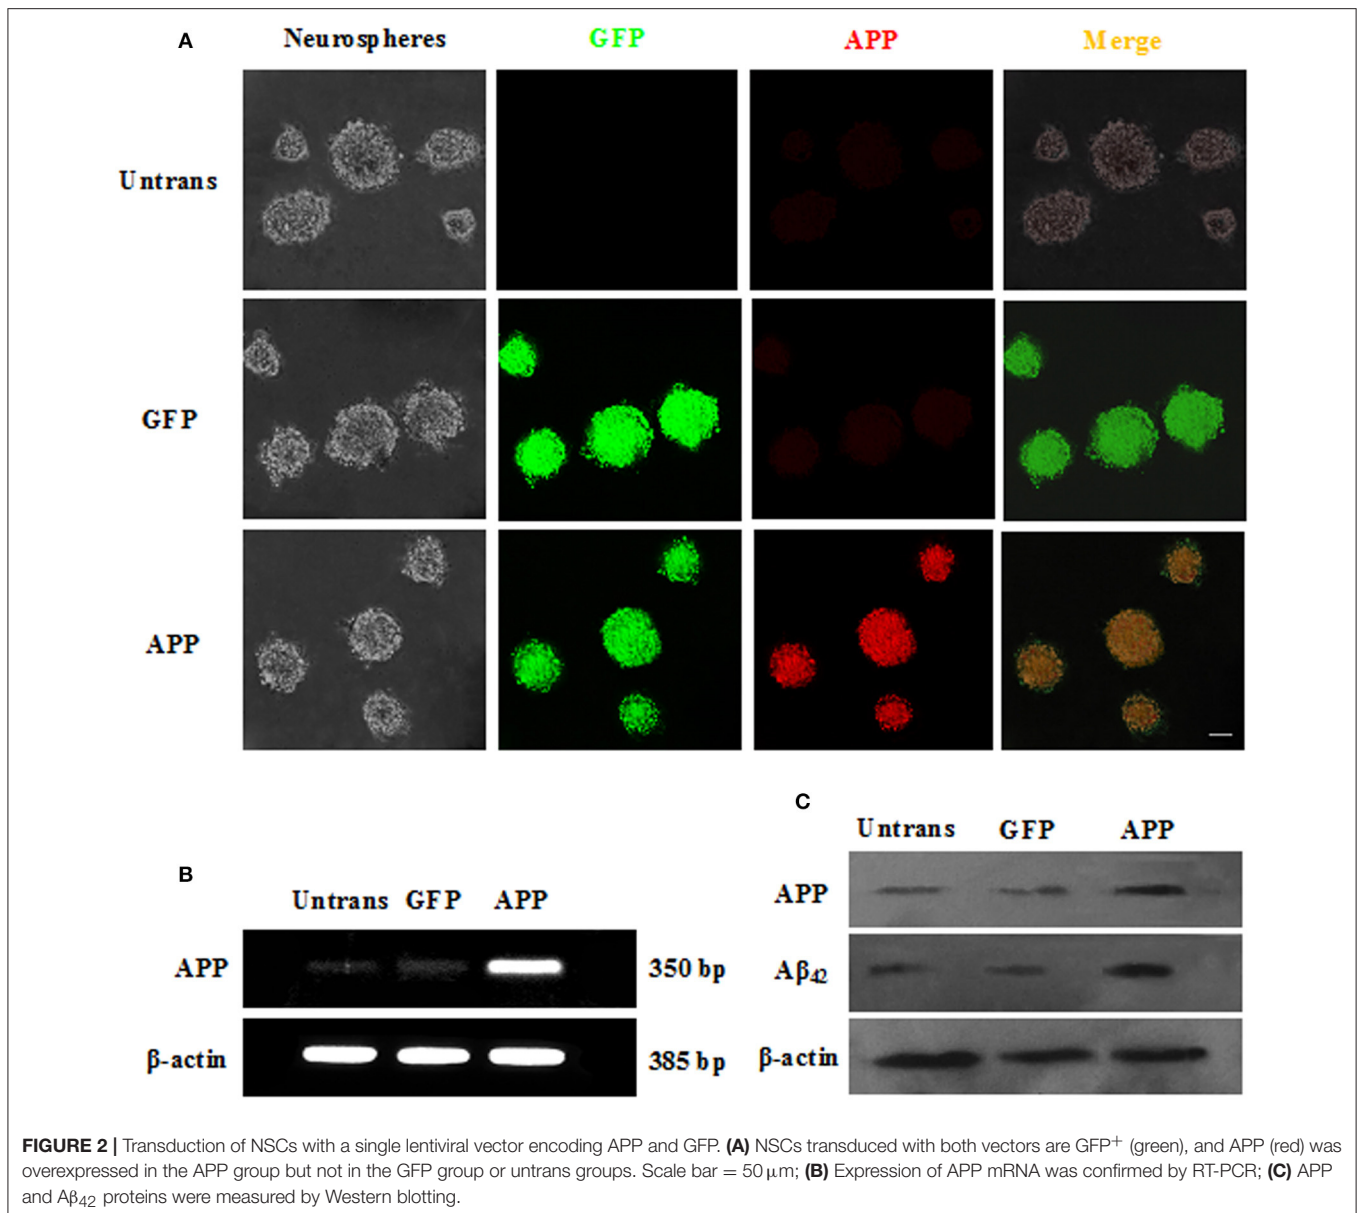 A
Neurospheres GFP APP Merge
Untrans
GFP
APP
B
Untrans GFP APP
APP 350 bp
β-actin 385 bp
C
Untrans GFP APP
APP
Aβ42
β-actin
FIGURE 2 | Transduction of NSCs with a single lentiviral vector encoding APP and GFP. (A) NSCs transduced with both vectors are GFP+ (green), and APP (red) was
overexpressed in the APP group but not in the GFP group or untrans groups. Scale bar = 50 μm; (B) Expression of APP mRNA was confirmed by RT-PCR; (C) APP
and Aβ42 proteins were measured by Western blotting.